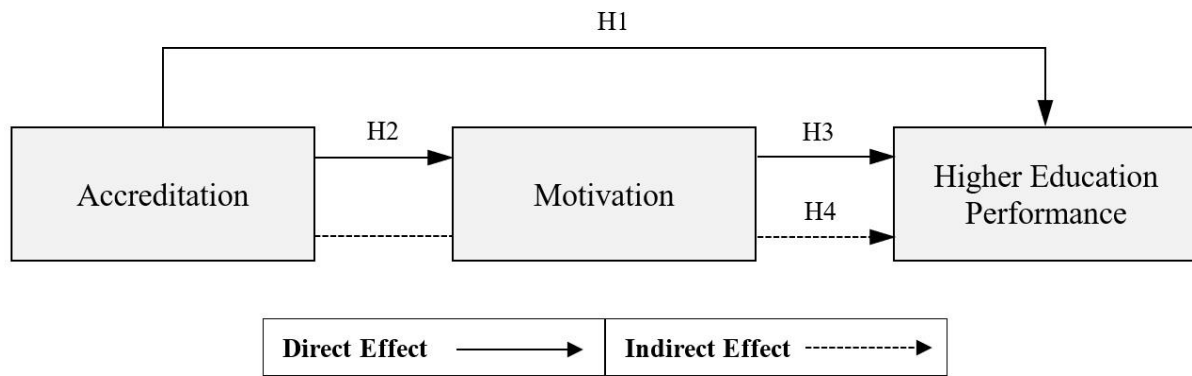 H1
H2
H3
Accreditation
Motivation
Higher Education
Performance
H4
Direct Effect
Indirect Effect